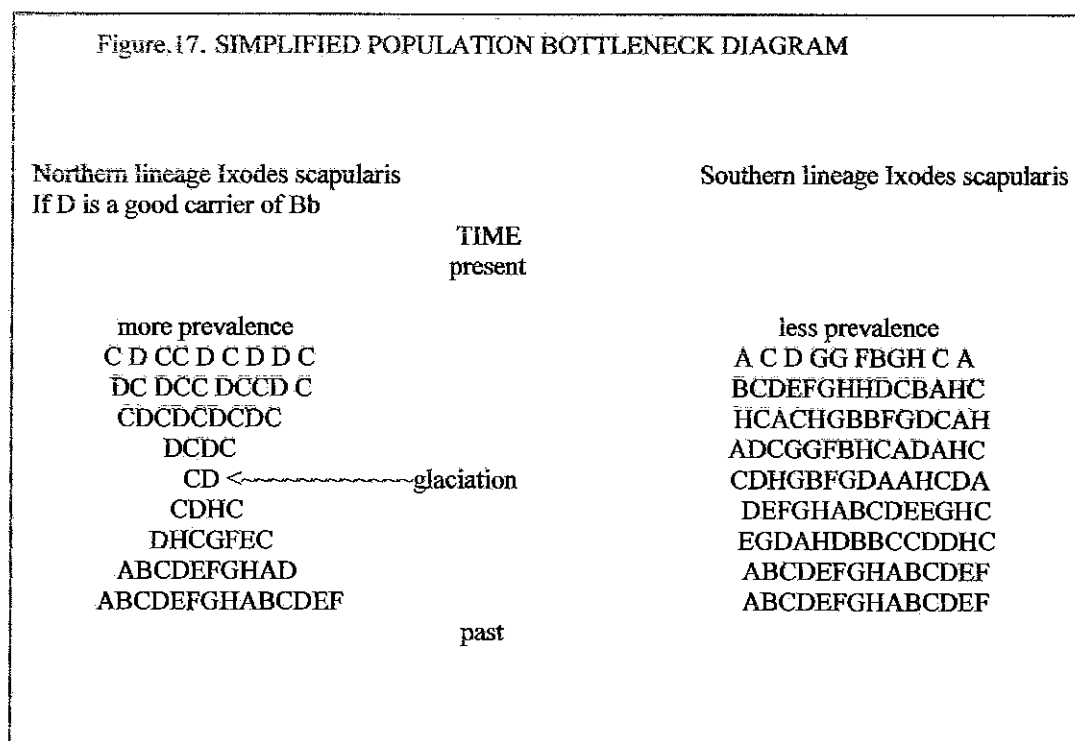 Figure.17. SIMPLIFIED POPULATION BOTTLENECK DIAGRAM
Northern lineage Ixodes scapularis
Southern lineage Ixodes scapularis
If D is a good carrier of Bb
TIME
present
more prevalence
less prevalence
C D CC D C D D C
A C D GG FBGH C A
DC DCC DCCD C
BCDEFGHHDCBAHC
CDCDCDCDC
HCACHGBBFGDCAH
DCDC
ADCGGFBHCADAHC
CD <~~~~~~~~~~glaciation
CDHGBFGDAAHCDA
CDHC
DEFGHABCDEEGHC
DHCGFEC
EGDAHDBBCCDDHC
ABCDEFGHAD
ABCDEFGHABCDEF
ABCDEFGHABCDEF
ABCDEFGHABCDEF
past